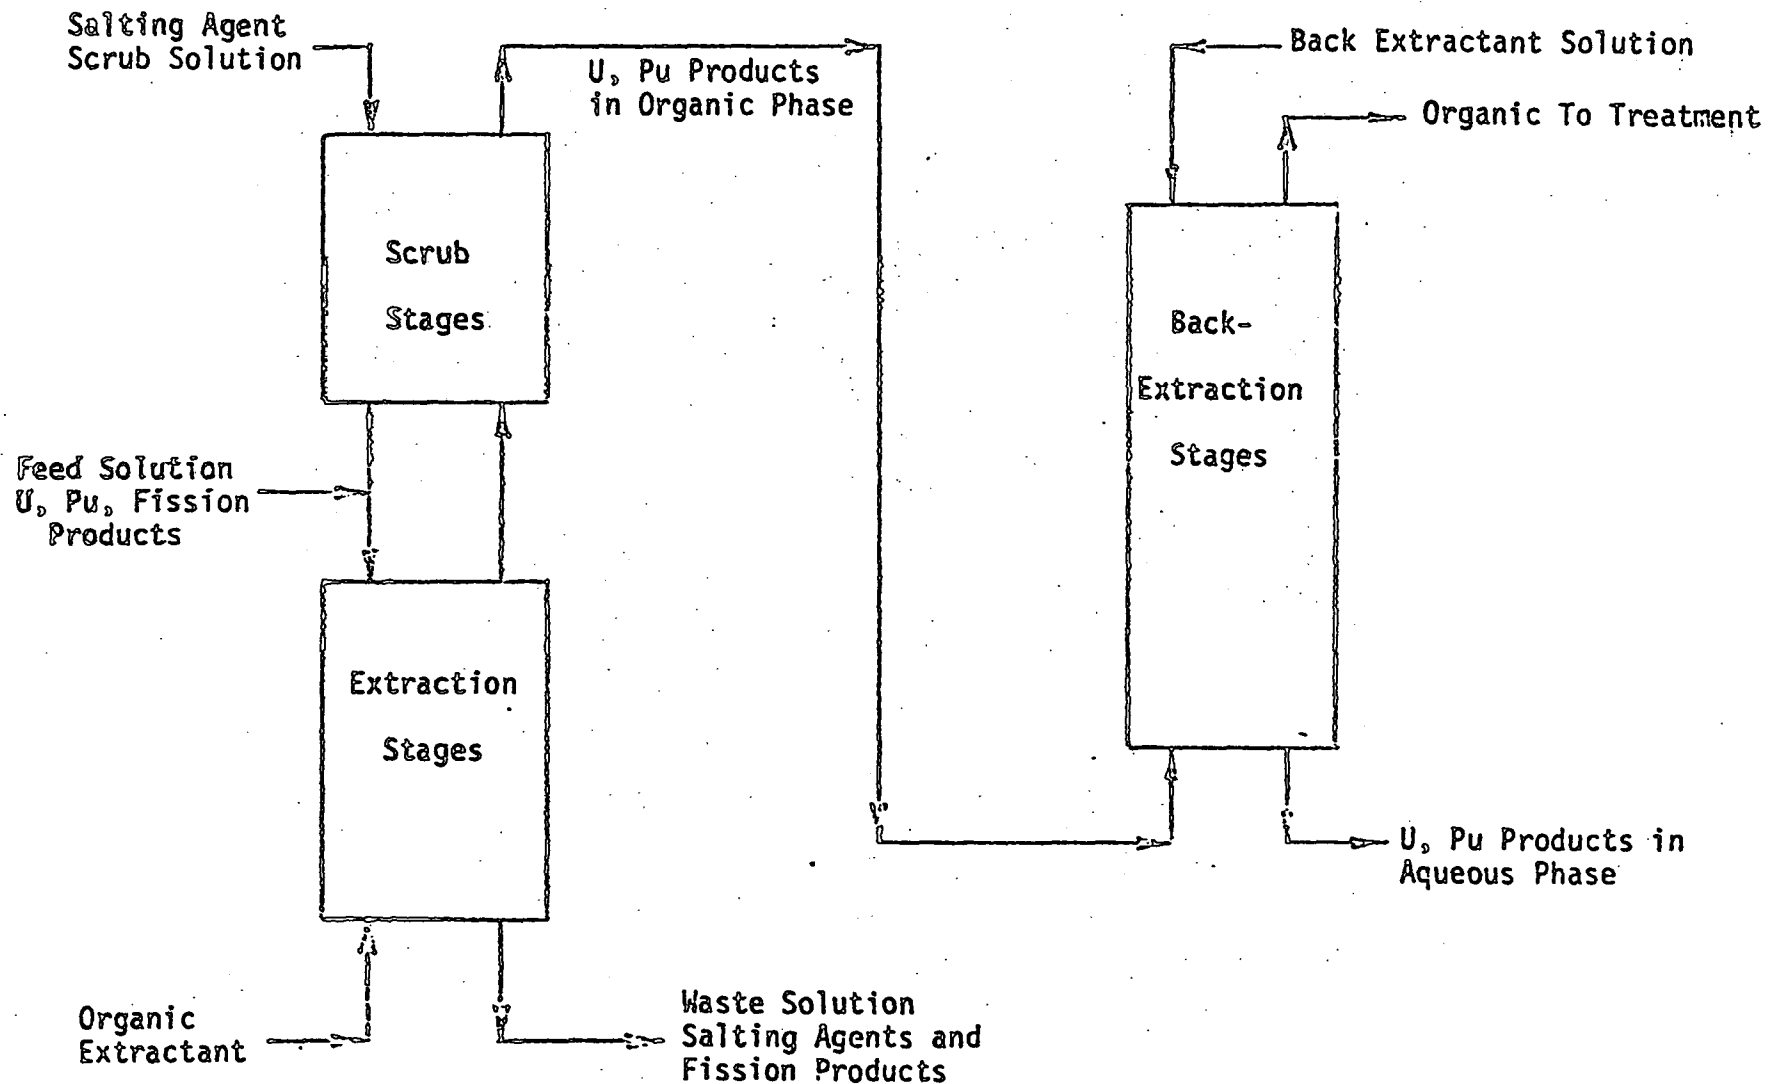 Salting Agent
Scrub Solution
U, Pu Products
in Organic Phase
Back Extractant Solution
Organic To Treatment
Scrub
Stages
Back-
Extraction
Stages
Feed Solution
U, Pu, Fission
Products
Extraction
Stages
U, Pu Products in
Aqueous Phase
Organic
Extractant
Waste Solution
Salting Agents and
Fission Products